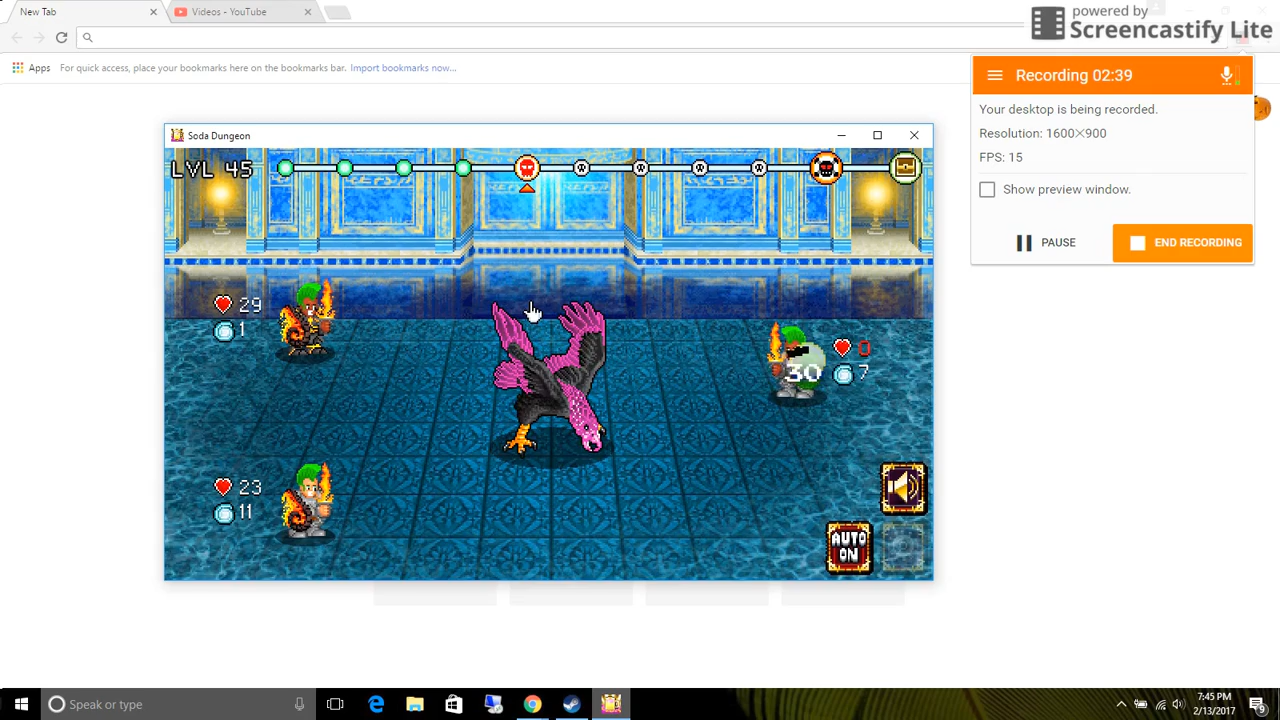 New Tab
Videos - YouTube
powered by
Screencastify Lite
Apps
For quick access, place your bookmarks here on the bookmarks bar. Import bookmarks now...
Recording 02:39
Your desktop is being recorded.
Resolution: 1600×900
FPS: 15
Show preview window.
PAUSE
END RECORDING
Soda Dungeon
LVL 45
29
1
0
30
7
23
11
AUTO
ON
Speak or type
7:45 PM
2/13/2017
9